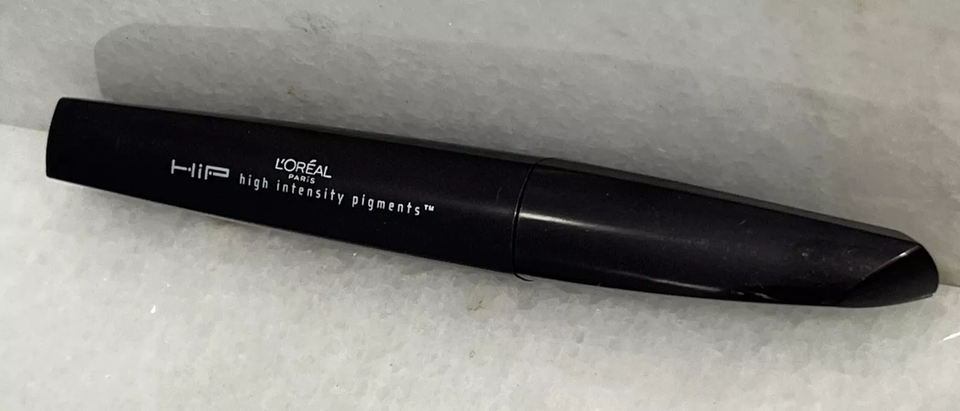 HiP
L'ORÉAL
PARIS
high intensity pigments™